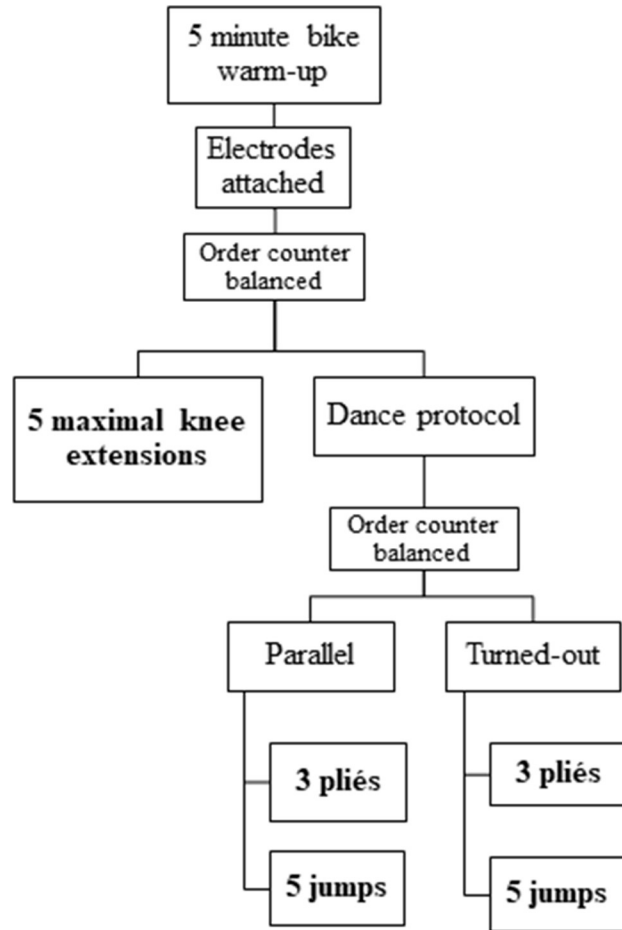 5 minute bike
warm-up
Electrodes
attached
Order counter
balanced
5 maximal knee
extensions
Dance protocol
Order counter
balanced
Parallel
Turned-out
3 pliés
3 pliés
5 jumps
5 jumps